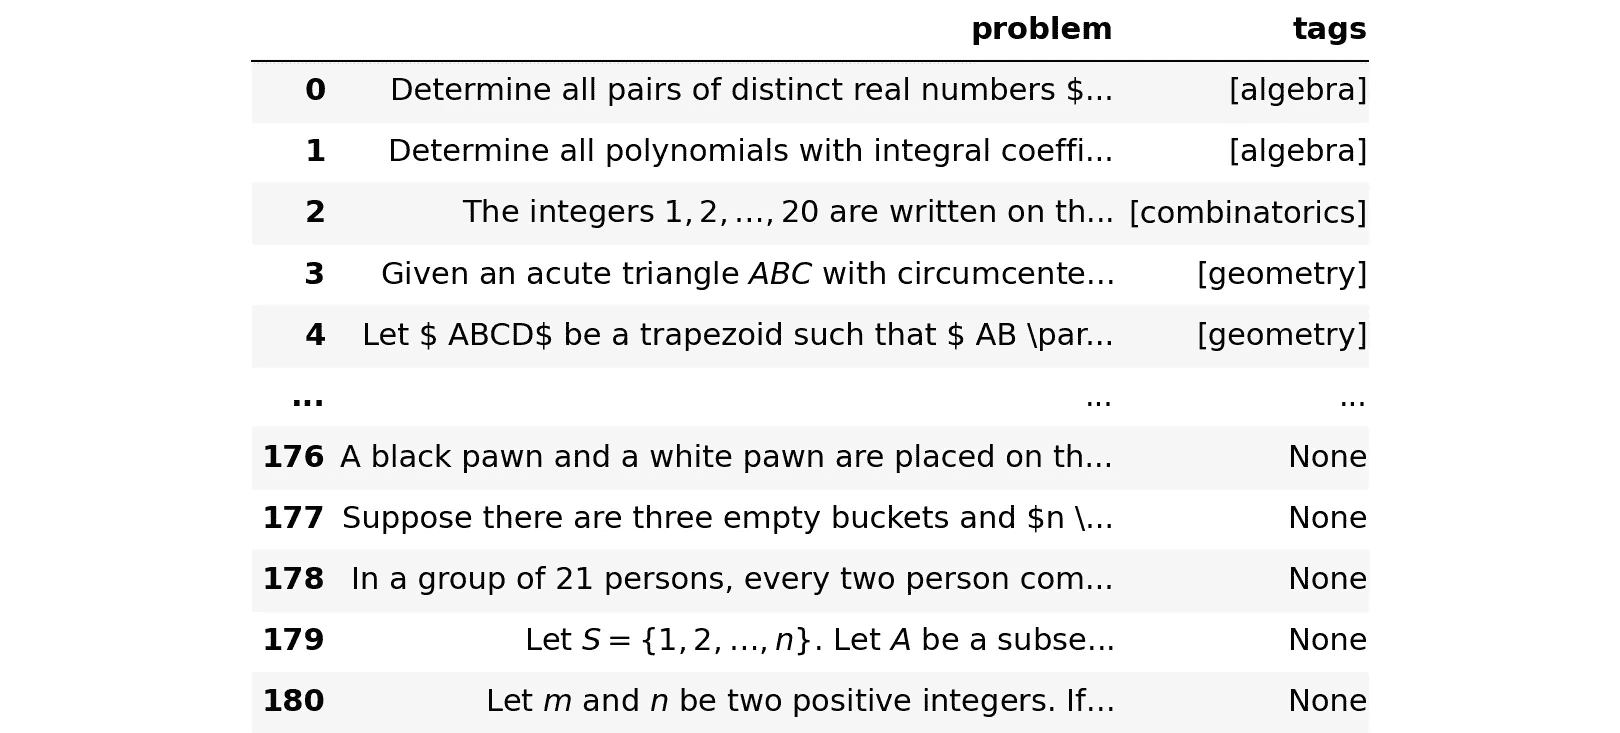 problem tags
0 Determine all pairs of distinct real numbers $... [algebra]
1 Determine all polynomials with integral coeffi... [algebra]
2 The integers 1, 2, ..., 20 are written on th... [combinatorics]
3 Given an acute triangle ABC with circumcente... [geometry]
4 Let $ ABCD$ be a trapezoid such that $ AB \par... [geometry]
... ... ...
176 A black pawn and a white pawn are placed on th... None
177 Suppose there are three empty buckets and $n \... None
178 In a group of 21 persons, every two person com... None
179 Let S = {1, 2, ..., n}. Let A be a subse... None
180 Let m and n be two positive integers. If... None